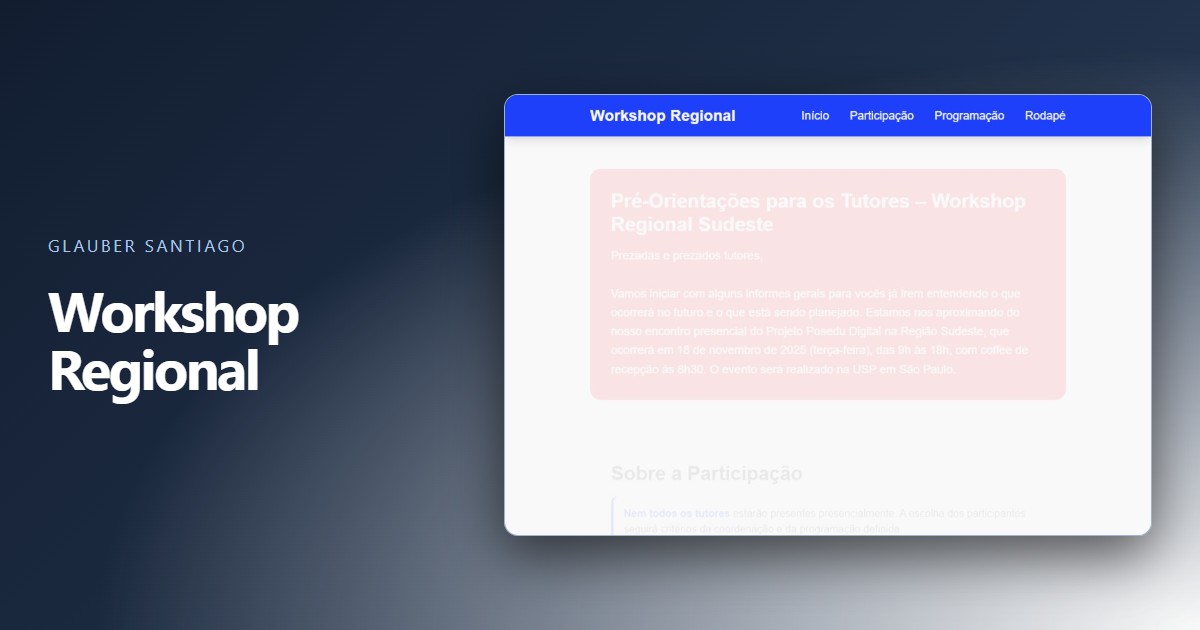 GLAUBER SANTIAGO
Workshop
Regional
Workshop Regional
Início
Participação
Programação
Rodapé
Pré-Orientações para os Tutores – Workshop
Regional Sudeste
Prezadas e prezados tutores,
Vamos iniciar com alguns informes gerais para vocês já irem entendendo o que
ocorrerá no futuro e o que está sendo planejado. Estamos nos aproximando do
nosso encontro presencial do Projeto Posedu.Digital na Região Sudeste, que
ocorrerá em 18 de novembro de 2025 (terça-feira), das 9h às 18h, com coffee de
recepção às 8h30. O evento será realizado na USP em São Paulo.
Sobre a Participação
Nem todos os tutores estarão presentes presencialmente. A escolha dos participantes
seguirá critérios da coordenação e da programação definida.